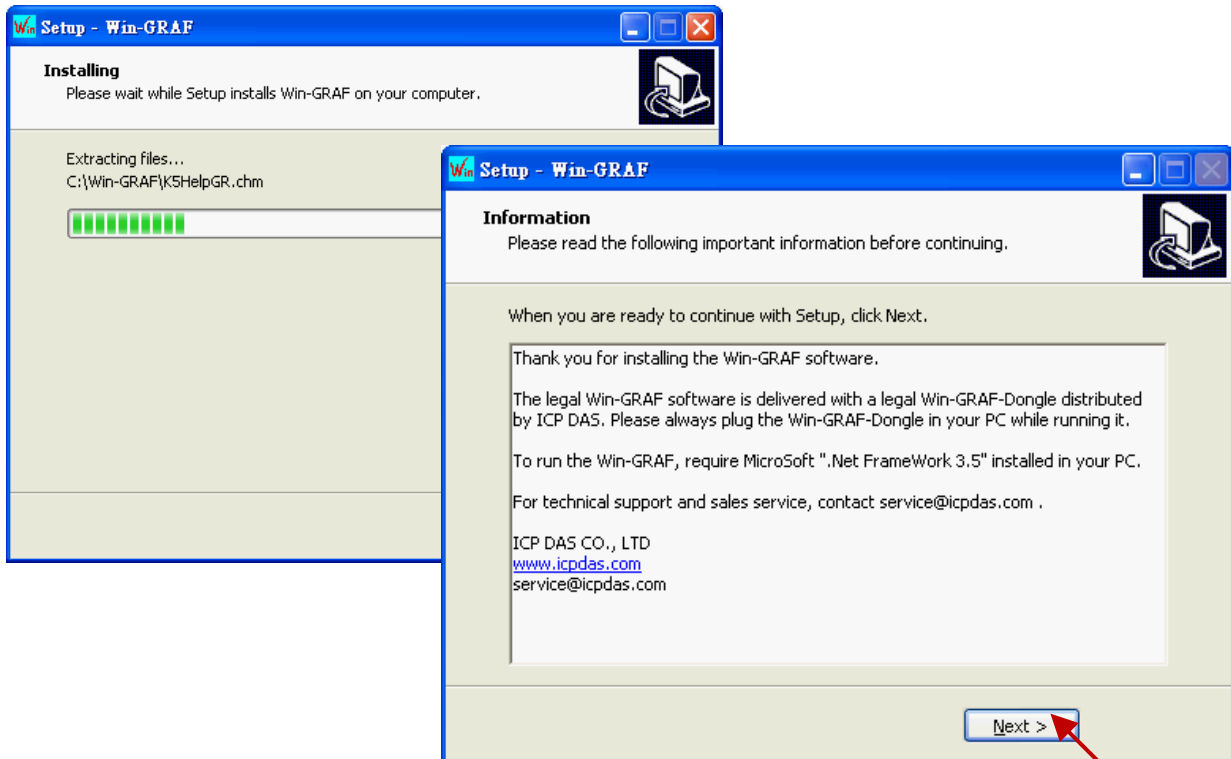 Win Setup - Win-GRAF
Installing
Please wait while Setup installs Win-GRAF on your computer.
Extracting files...
C:\Win-GRAF\K5HelpGR.chm
Win Setup - Win-GRAF
Information
Please read the following important information before continuing.
When you are ready to continue with Setup, click Next.
Thank you for installing the Win-GRAF software.
The legal Win-GRAF software is delivered with a legal Win-GRAF-Dongle distributed
by ICP DAS. Please always plug the Win-GRAF-Dongle in your PC while running it.
To run the Win-GRAF, require MicroSoft ".Net FrameWork 3.5" installed in your PC.
For technical support and sales service, contact service@icpdas.com .
ICP DAS CO., LTD
www.icpdas.com
service@icpdas.com
Next >